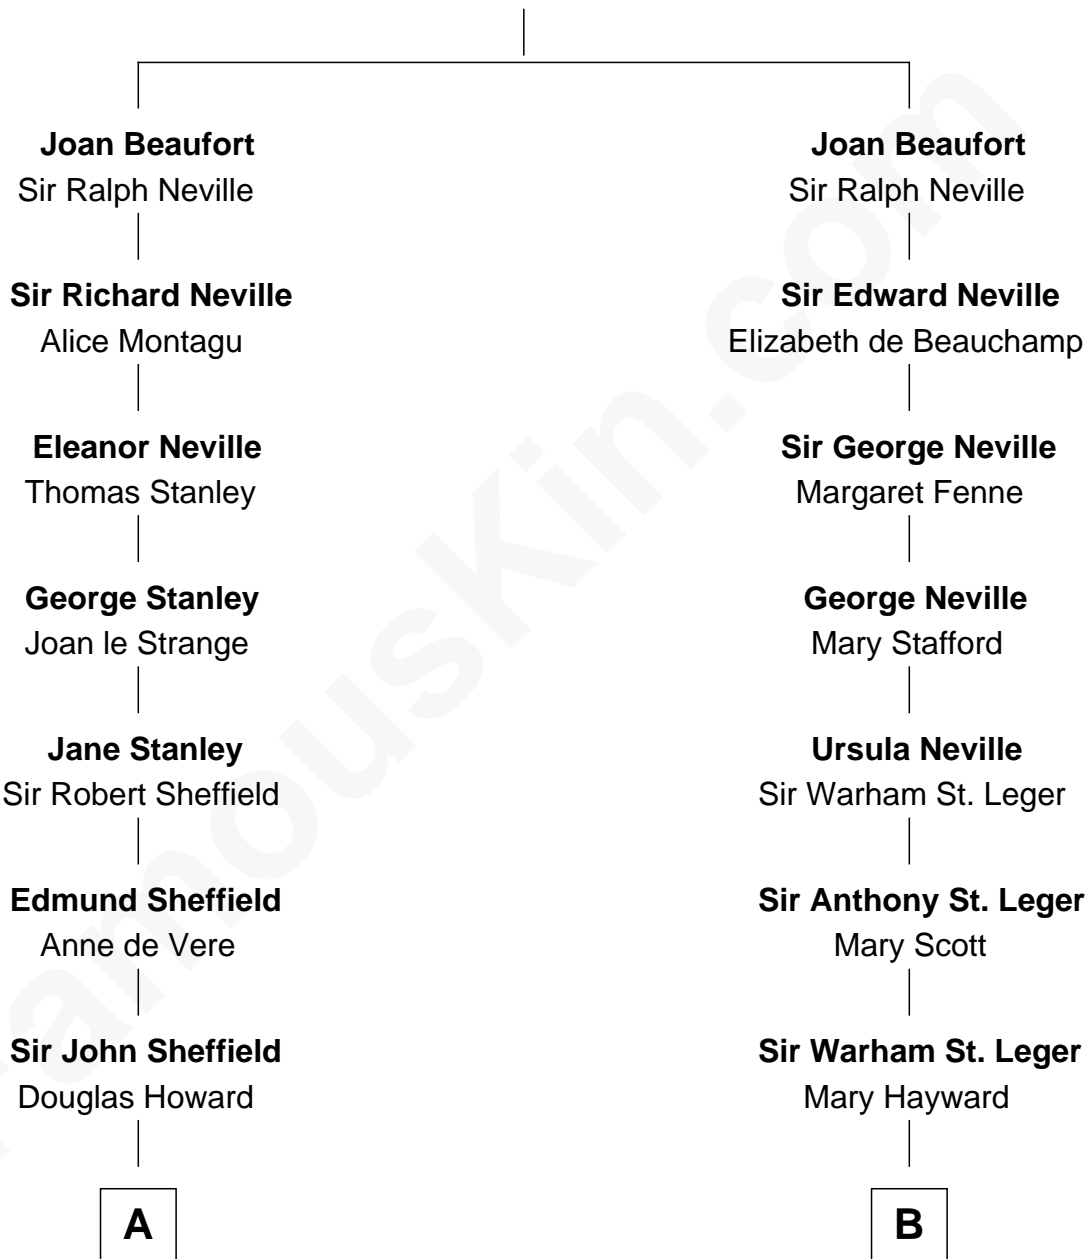 Joan Beaufort
Sir Ralph Neville
Joan Beaufort
Sir Ralph Neville
Sir Richard Neville
Alice Montagu
Sir Edward Neville
Elizabeth de Beauchamp
Eleanor Neville
Thomas Stanley
Sir George Neville
Margaret Fenne
George Stanley
Joan le Strange
George Neville
Mary Stafford
Jane Stanley
Sir Robert Sheffield
Ursula Neville
Sir Warham St. Leger
Edmund Sheffield
Anne de Vere
Sir Anthony St. Leger
Mary Scott
Sir John Sheffield
Douglas Howard
Sir Warham St. Leger
Mary Hayward
A
B
FamousKin.com